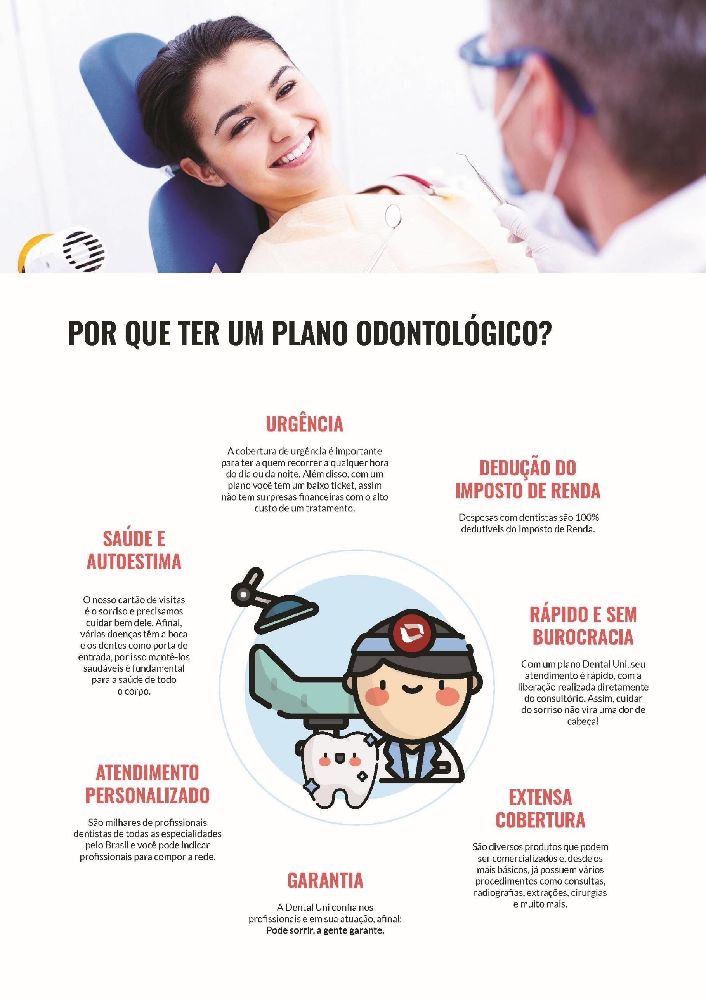 POR QUE TER UM PLANO ODONTOLÓGICO?
URGÊNCIA
A cobertura de urgência é importante
para ter a quem recorrer a qualquer hora
do dia ou da noite. Além disso, com um
plano você tem um baixo ticket, assim
não tem surpresas financeiras com o alto
custo de um tratamento.
DEDUÇÃO DO
IMPOSTO DE RENDA
Despesas com dentistas são 100%
dedutíveis do Imposto de Renda.
SAÚDE E
AUTOESTIMA
O nosso cartão de visitas
é o sorriso e precisamos
cuidar bem dele. Afinal,
várias doenças têm a boca
e os dentes como porta de
entrada, por isso mantê-los
saudáveis é fundamental
para a saúde de todo
o corpo.
RÁPIDO E SEM
BUROCRACIA
Com um plano Dental Uni, seu
atendimento é rápido, com a
liberação realizada diretamente
do consultório. Assim, cuidar
do sorriso não vira uma dor de
cabeça!
ATENDIMENTO
PERSONALIZADO
São milhares de profissionais
dentistas de todas as especialidades
pelo Brasil e você pode indicar
profissionais para compor a rede.
EXTENSA
COBERTURA
São diversos produtos que podem
ser comercializados e, desde os
mais básicos, já possuem vários
procedimentos como consultas,
radiografias, extrações, cirurgias
e muito mais.
GARANTIA
A Dental Uni confia nos
profissionais e em sua atuação, afinal:
Pode sorrir, a gente garante.